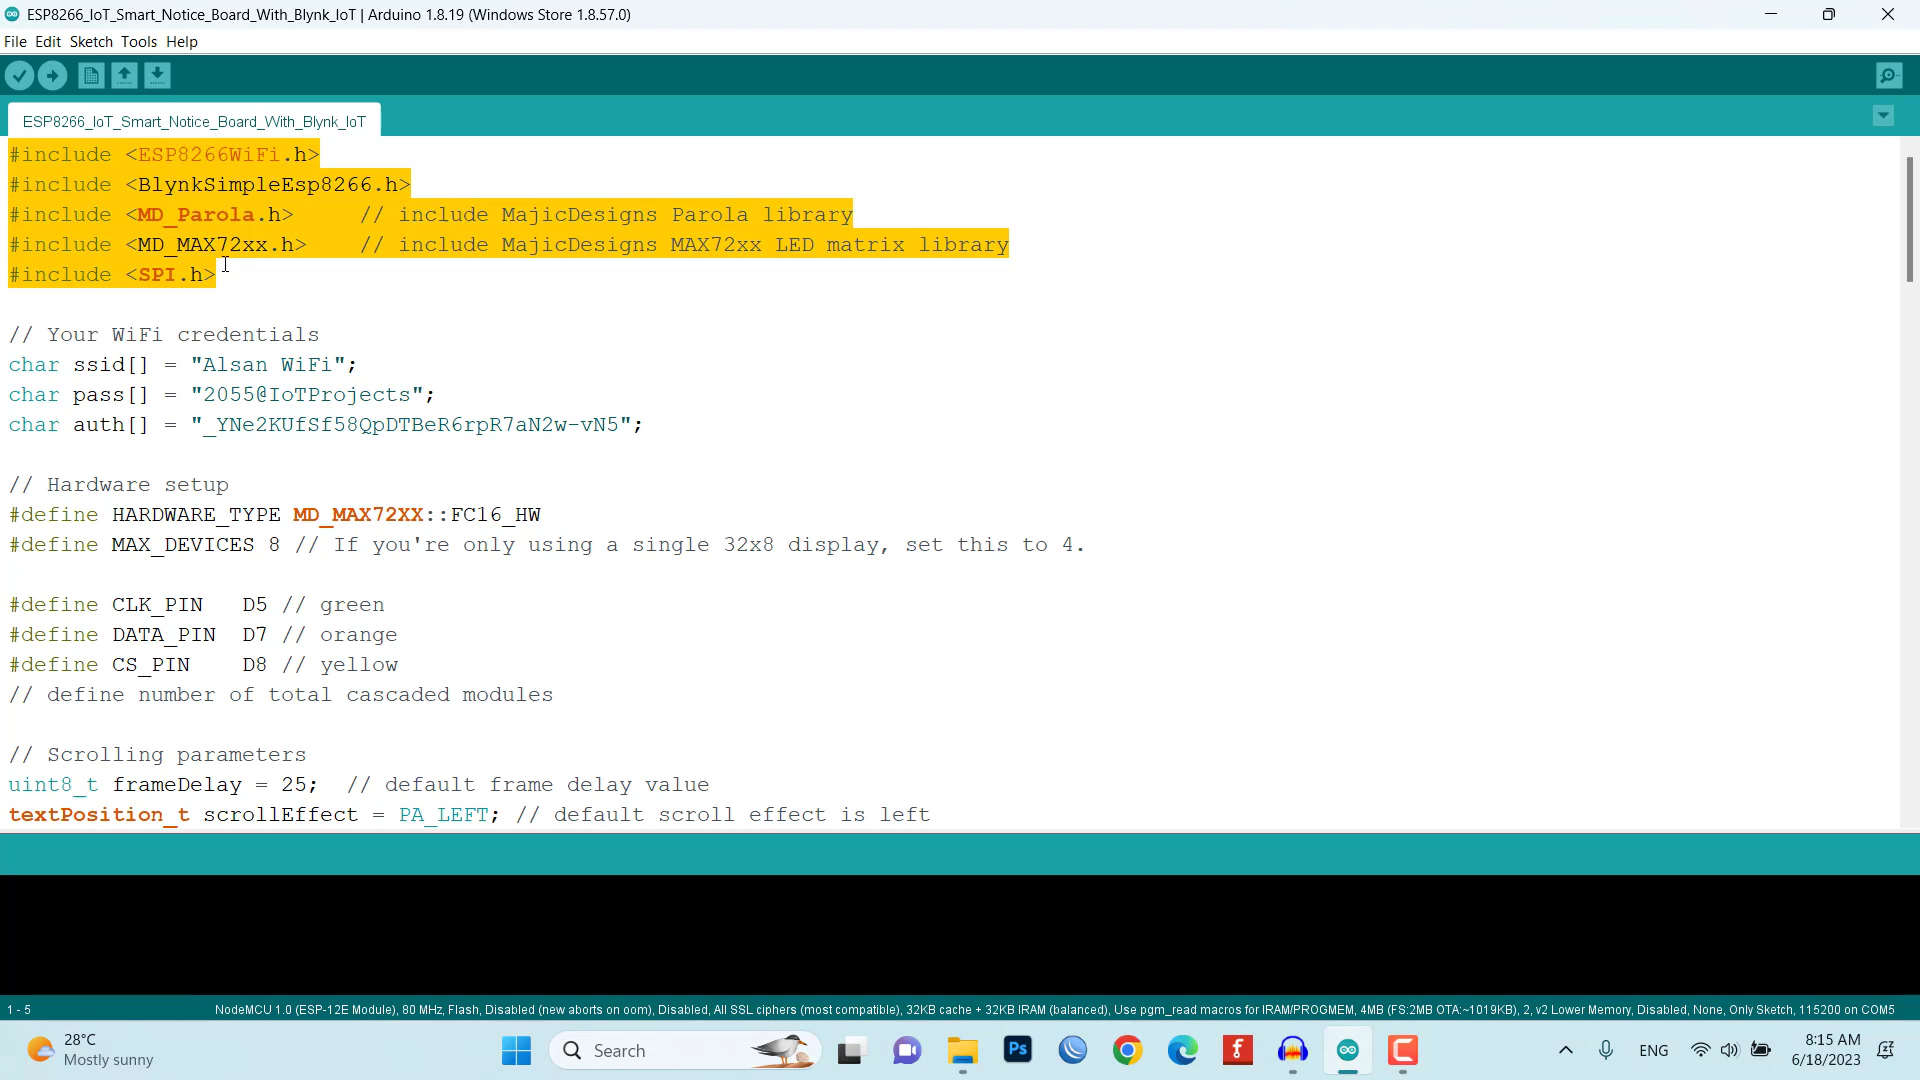 ESP8266_IoT_Smart_Notice_Board_With_Blynk_IoT | Arduino 1.8.19 (Windows Store 1.8.57.0)
File Edit Sketch Tools Help
ESP8266_IoT_Smart_Notice_Board_With_Blynk_IoT
#include <ESP8266WiFi.h>
#include <BlynkSimpleEsp8266.h>
#include <MD_Parola.h>     // include MajicDesigns Parola library
#include <MD_MAX72xx.h>    // include MajicDesigns MAX72xx LED matrix library
#include <SPI.h>
// Your WiFi credentials
char ssid[] = "Alsan WiFi";
char pass[] = "2055@IoTProjects";
char auth[] = "_YNe2KUfSf58QpDTBeR6rpR7aN2w-vN5";
// Hardware setup
#define HARDWARE_TYPE MD_MAX72XX::FC16_HW
#define MAX_DEVICES 8 // If you're only using a single 32x8 display, set this to 4.
#define CLK_PIN   D5 // green
#define DATA_PIN  D7 // orange
#define CS_PIN    D8 // yellow
// define number of total cascaded modules
// Scrolling parameters
uint8_t frameDelay = 25;  // default frame delay value
textPosition_t scrollEffect = PA_LEFT; // default scroll effect is left
1 - 5
NodeMCU 1.0 (ESP-12E Module), 80 MHz, Flash, Disabled (new aborts on oom), Disabled, All SSL ciphers (most compatible), 32KB cache + 32KB IRAM (balanced), Use pgm_read macros for IRAM/PROGMEM, 4MB (FS:2MB OTA:~1019KB), 2, v2 Lower Memory, Disabled, None, Only Sketch, 115200 on COM5
28°C
Mostly sunny
Search
Ps
ENG
8:15 AM
6/18/2023